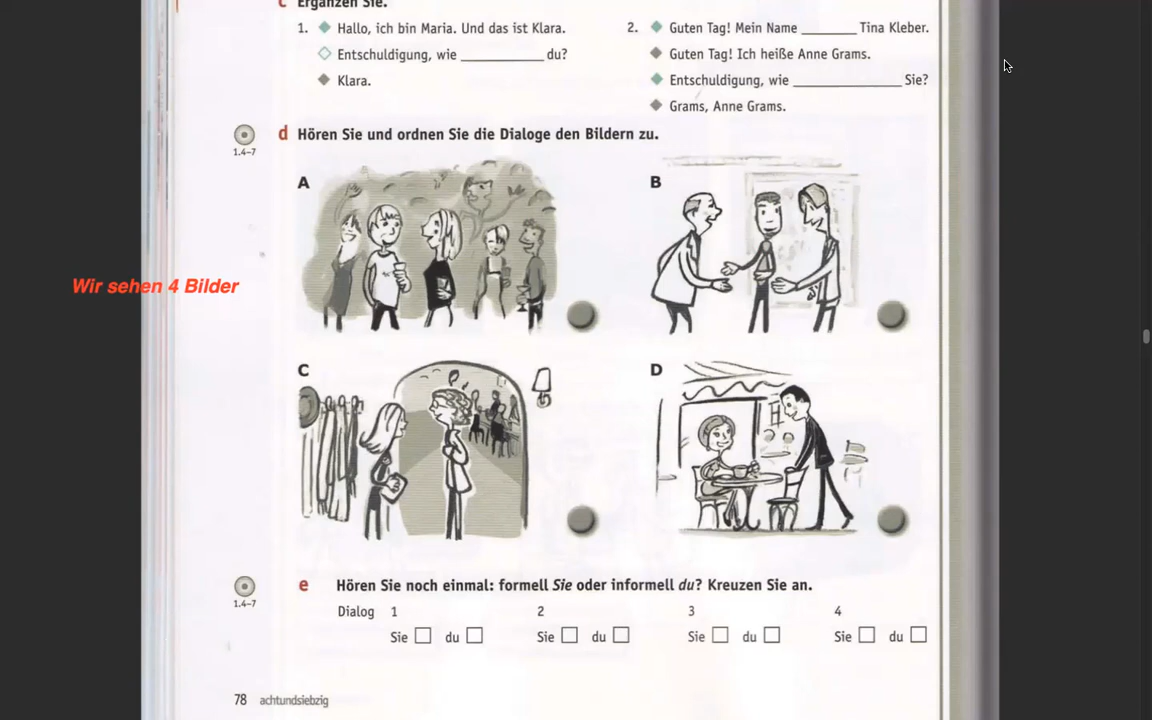 c Ergänzen Sie.
1. Hallo, ich bin Maria. Und das ist Klara.
Entschuldigung, wie __________ du?
Klara.
2. Guten Tag! Mein Name _______ Tina Kleber.
Guten Tag! Ich heiße Anne Grams.
Entschuldigung, wie _____________ Sie?
Grams, Anne Grams.
1.4–7
d Hören Sie und ordnen Sie die Dialoge den Bildern zu.
A
B
Wir sehen 4 Bilder
C
D
1.4–7
e Hören Sie noch einmal: formell Sie oder informell du? Kreuzen Sie an.
Dialog 1 2 3 4
Sie du Sie du Sie du Sie du
78 achtundsiebzig